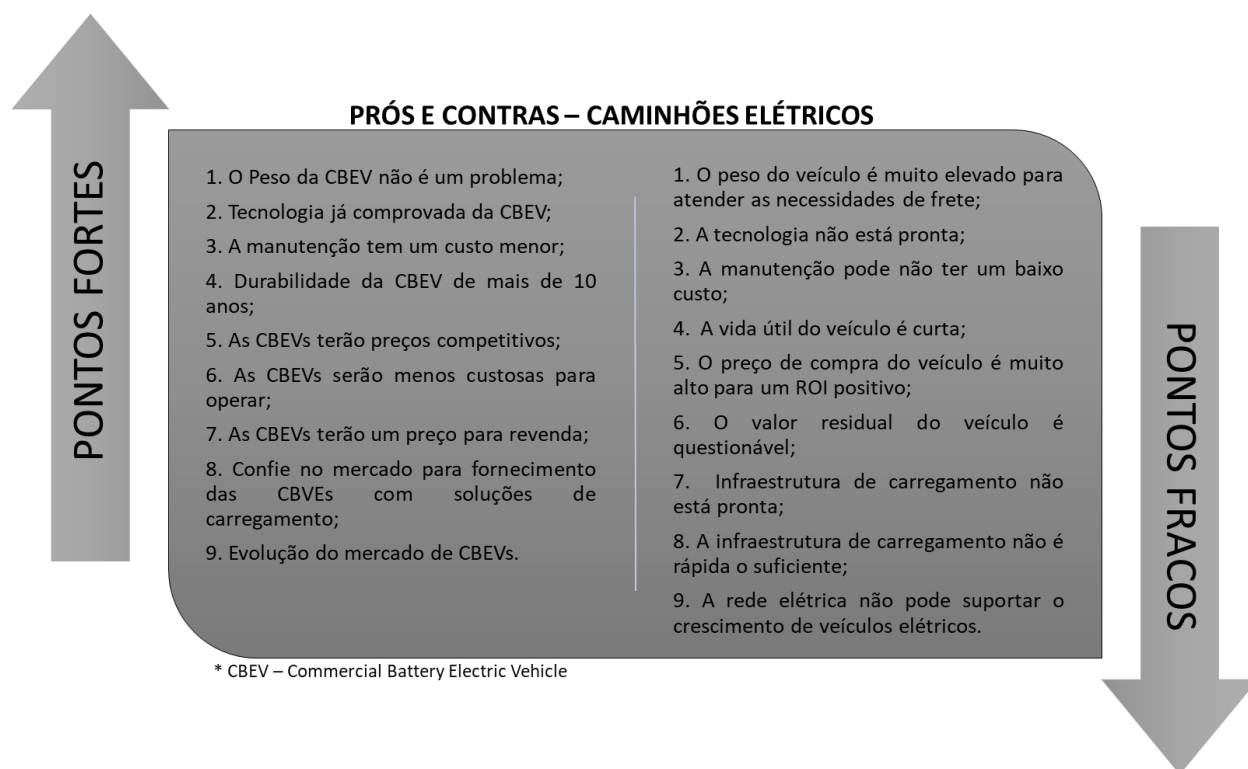 PRÓS E CONTRAS – CAMINHÕES ELÉTRICOS
PONTOS FORTES
1. O Peso da CBEV não é um problema;
2. Tecnologia já comprovada da CBEV;
3. A manutenção tem um custo menor;
4. Durabilidade da CBEV de mais de 10
anos;
5. As CBEVs terão preços competitivos;
6. As CBEVs serão menos custosas para
operar;
7. As CBEVs terão um preço para revenda;
8. Confie no mercado para fornecimento
das CBVEs com soluções de
carregamento;
9. Evolução do mercado de CBEVs.
1. O peso do veículo é muito elevado para
atender as necessidades de frete;
2. A tecnologia não está pronta;
3. A manutenção pode não ter um baixo
custo;
4. A vida útil do veículo é curta;
5. O preço de compra do veículo é muito
alto para um ROI positivo;
6. O valor residual do veículo é
questionável;
7. Infraestrutura de carregamento não
está pronta;
8. A infraestrutura de carregamento não é
rápida o suficiente;
9. A rede elétrica não pode suportar o
crescimento de veículos elétricos.
PONTOS FRACOS
* CBEV – Commercial Battery Electric Vehicle